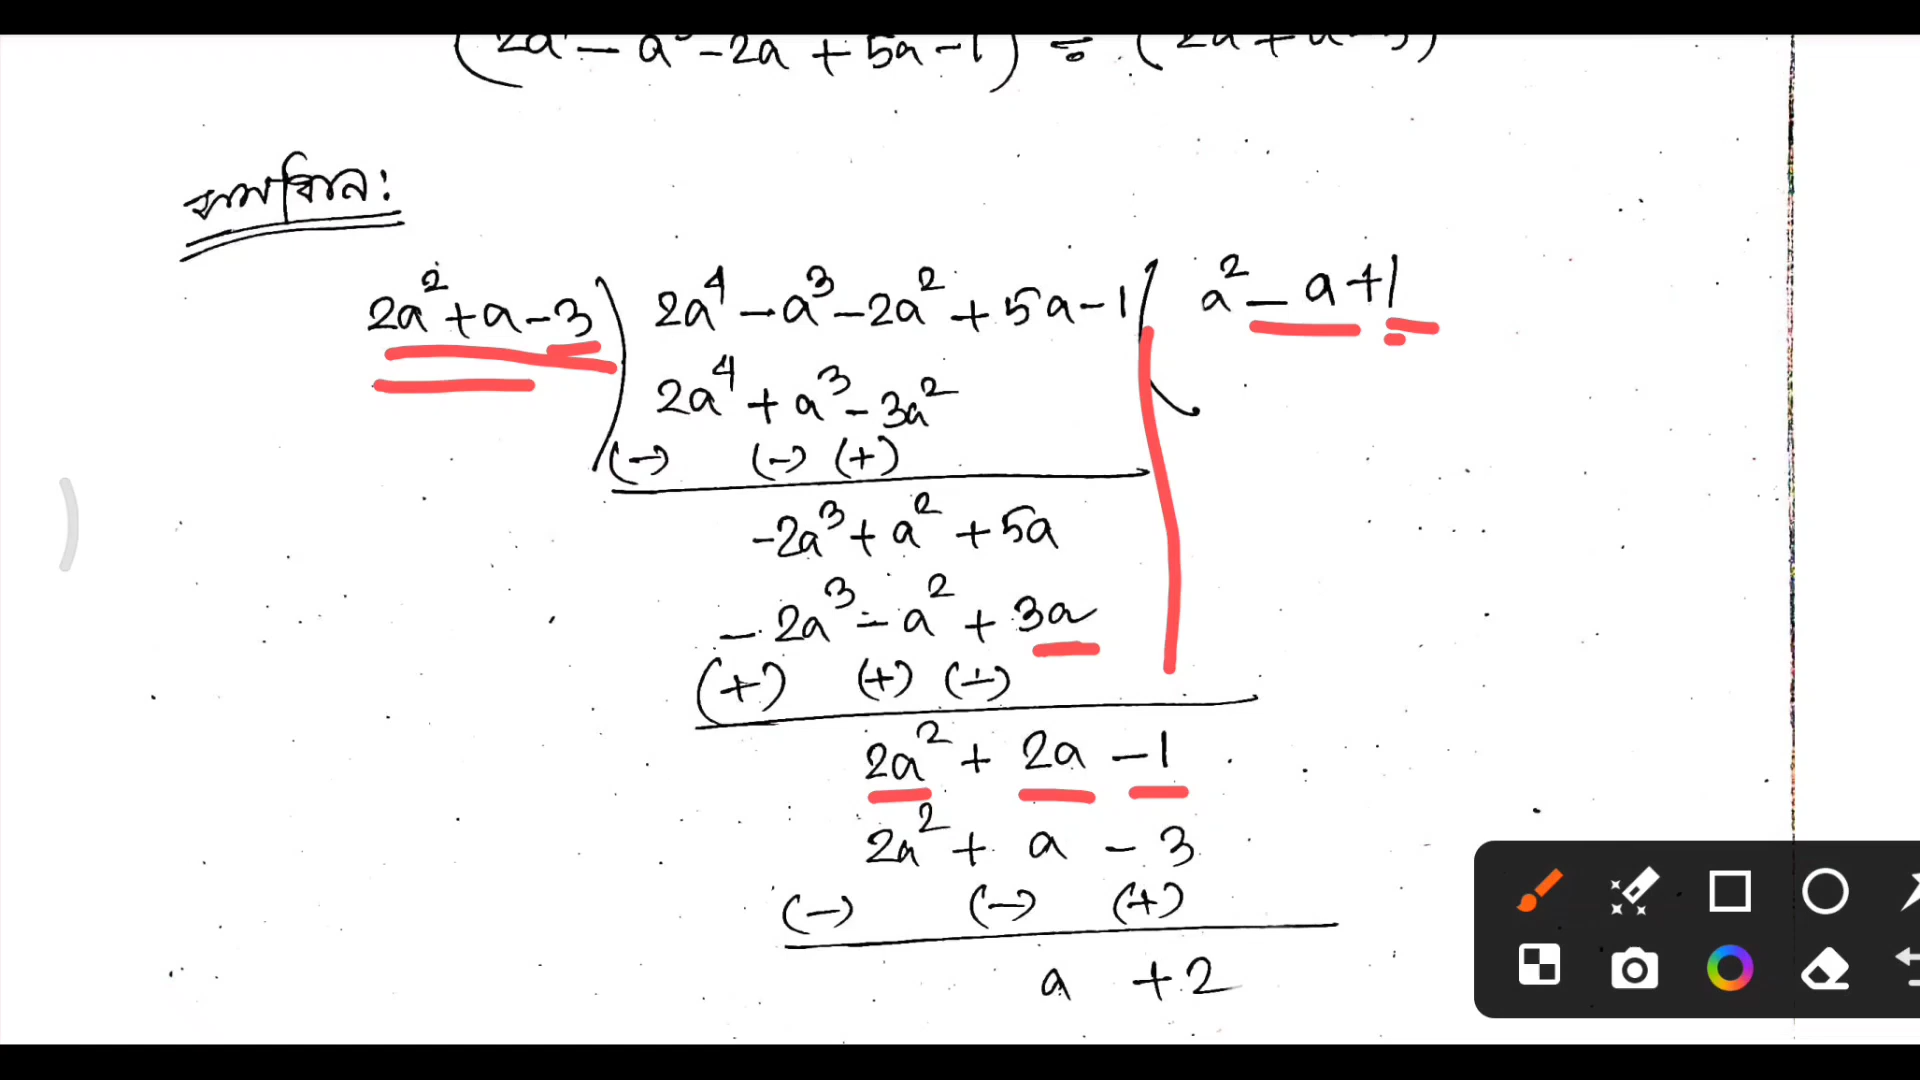 (2a⁴ - a³ - 2a² + 5a - 1) ÷ (2a² + a - 3)
সমাধান:
2a² + a - 3 ) 2a⁴ - a³ - 2a² + 5a - 1 ( a² - a + 1
2a⁴ + a³ - 3a²
(-) (-) (+)
-2a³ + a² + 5a
- 2a³ - a² + 3a
(+) (+) (-)
2a² + 2a - 1
2a² + a - 3
(-) (-) (+)
a + 2